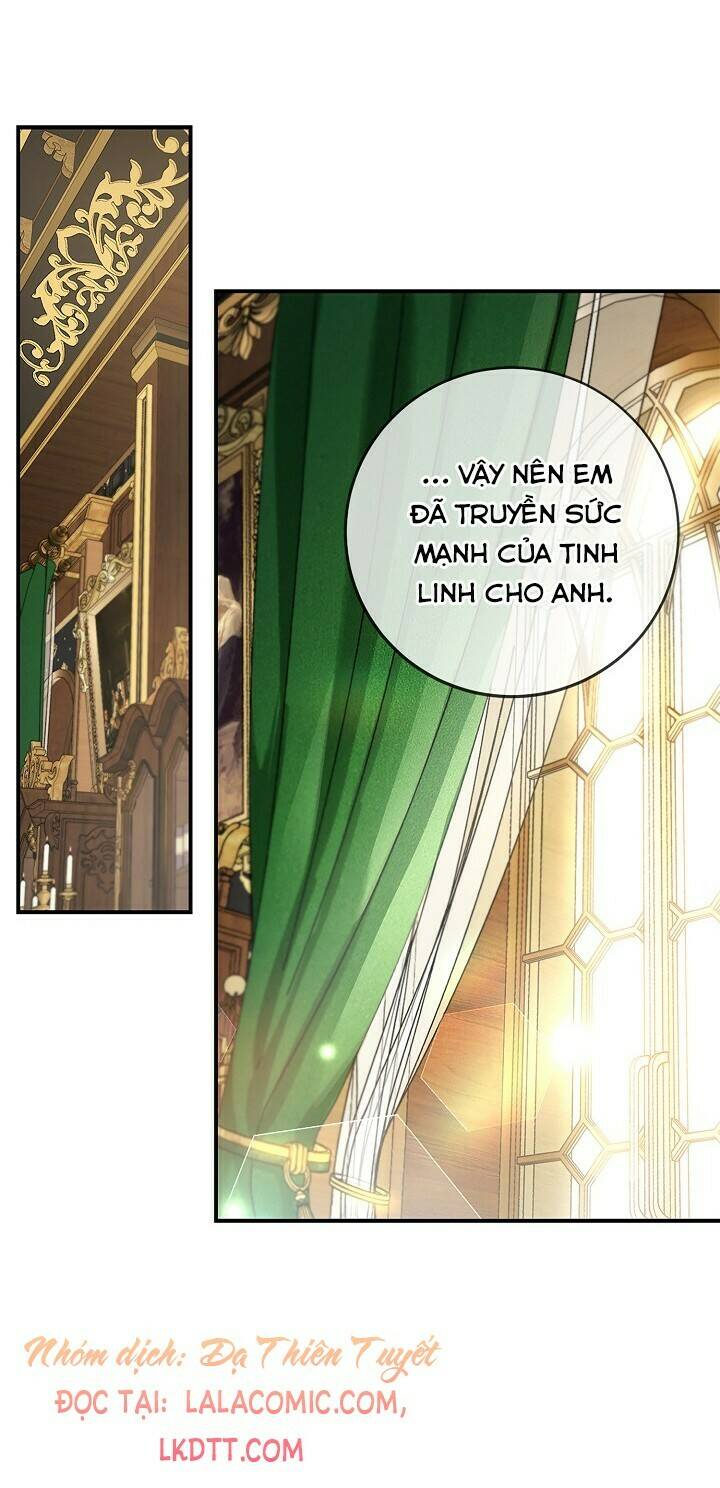 ... VẬY NÊN EM
ĐÃ TRUYỀN SỨC
MẠNH CỦA TINH
LINH CHO ANH.
Nhóm dịch: Dạ Thiên Tuyết
ĐỌC TẠI: LALACOMIC.COM,
LKDTT.COM